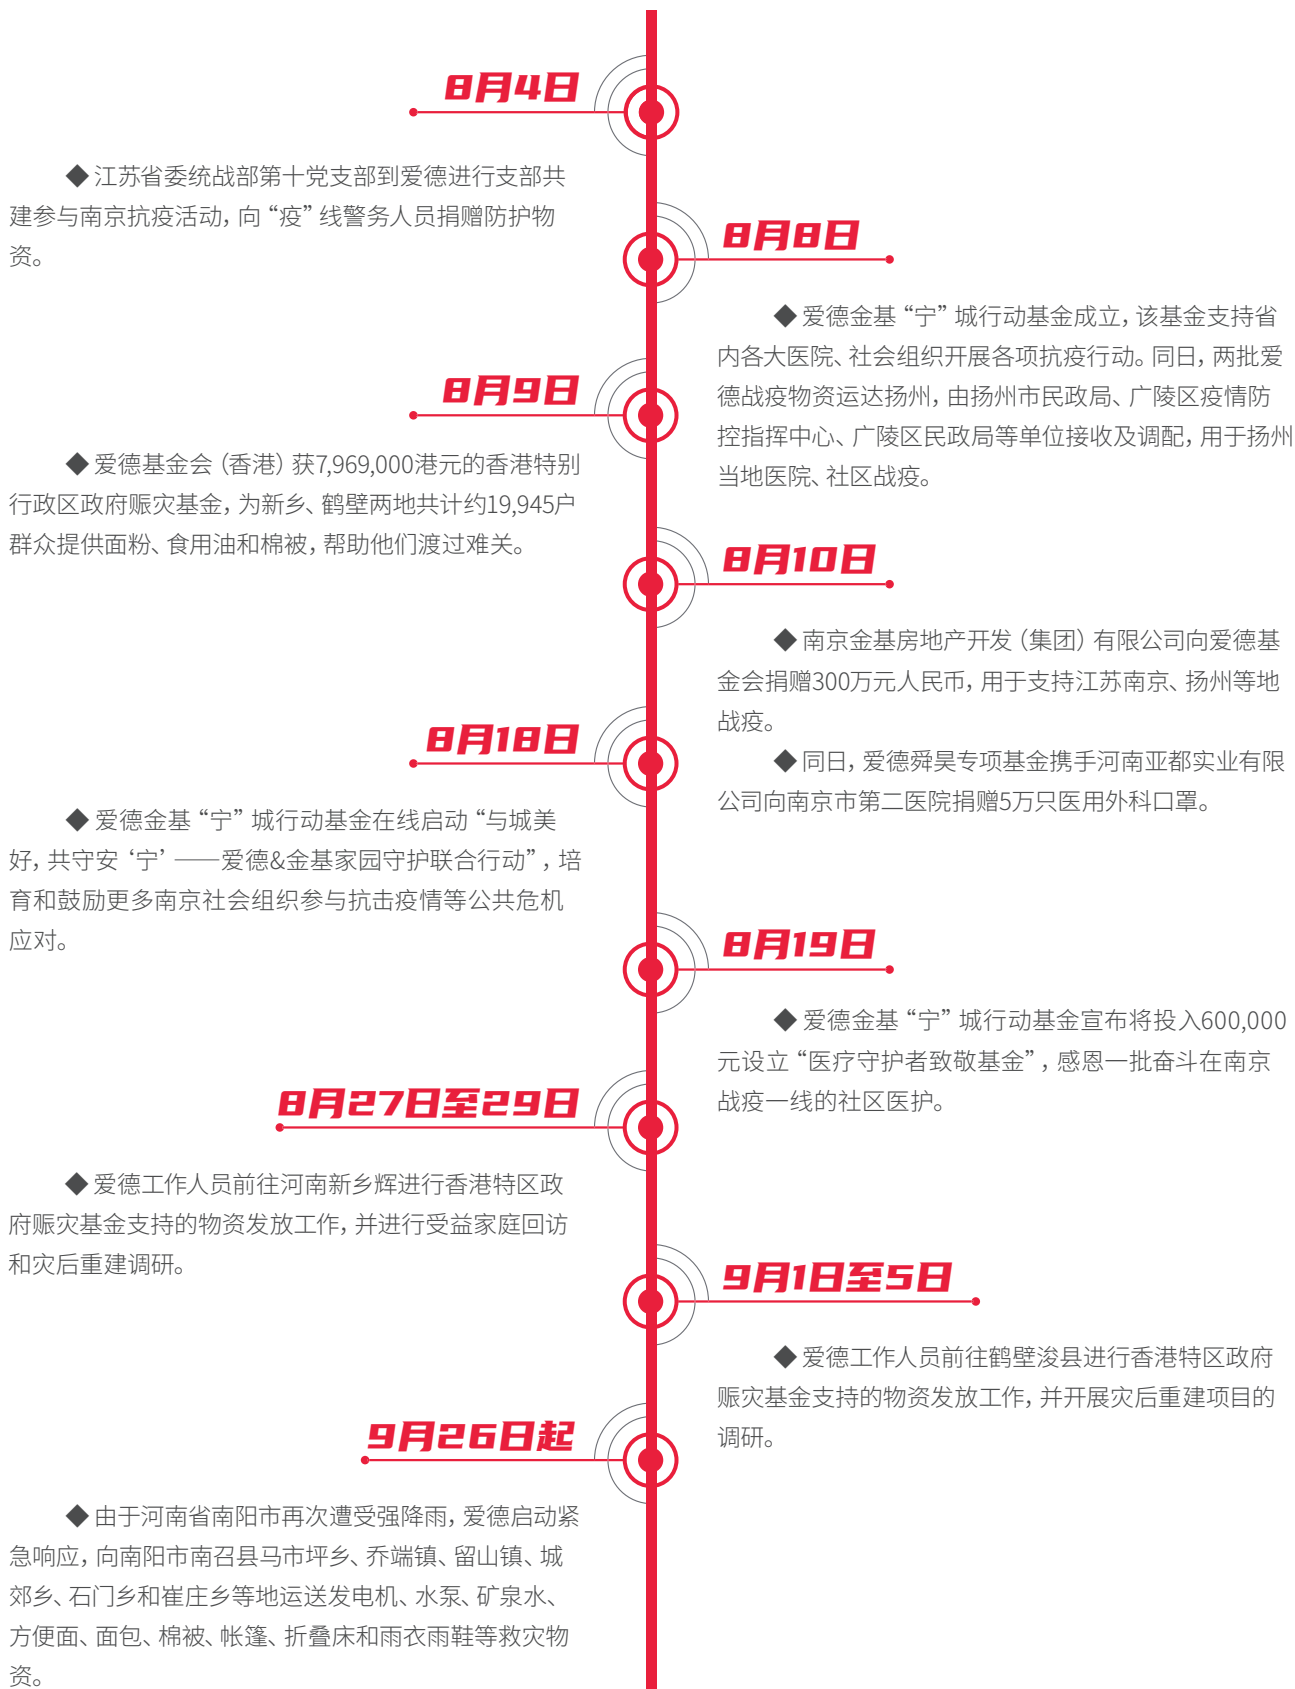 8月4日
◆ 江苏省委统战部第十党支部到爱德进行支部共
建参与南京抗疫活动，向“疫”线警务人员捐赠防护物
资。
8月8日
◆ 爱德金基“宁”城行动基金成立，该基金支持省
内各大医院、社会组织开展各项抗疫行动。同日，两批爱
德战疫物资运达扬州，由扬州市民政局、广陵区疫情防
控指挥中心、广陵区民政局等单位接收及调配，用于扬州
当地医院、社区战疫。
8月9日
◆ 爱德基金会（香港）获7,969,000港元的香港特别
行政区政府赈灾基金，为新乡、鹤壁两地共计约19,945户
群众提供面粉、食用油和棉被，帮助他们渡过难关。
8月10日
◆ 南京金基房地产开发（集团）有限公司向爱德基
金会捐赠300万元人民币，用于支持江苏南京、扬州等地
战疫。
◆ 同日，爱德舜昊专项基金携手河南亚都实业有限
公司向南京市第二医院捐赠5万只医用外科口罩。
8月18日
◆ 爱德金基“宁”城行动基金在线启动“与城美
好，共守安‘宁’——爱德&金基家园守护联合行动”，培
育和鼓励更多南京社会组织参与抗击疫情等公共危机
应对。
8月19日
◆ 爱德金基“宁”城行动基金宣布将投入600,000
元设立“医疗守护者致敬基金”，感恩一批奋斗在南京
战疫一线的社区医护。
8月27日至29日
◆ 爱德工作人员前往河南新乡辉进行香港特区政
府赈灾基金支持的物资发放工作，并进行受益家庭回访
和灾后重建调研。
9月1日至5日
◆ 爱德工作人员前往鹤壁浚县进行香港特区政府
赈灾基金支持的物资发放工作，并开展灾后重建项目的
调研。
9月26日起
◆ 由于河南省南阳市再次遭受强降雨，爱德启动紧
急响应，向南阳市南召县马市坪乡、乔端镇、留山镇、城
郊乡、石门乡和崔庄乡等地运送发电机、水泵、矿泉水、
方便面、面包、棉被、帐篷、折叠床和雨衣雨鞋等救灾物
资。